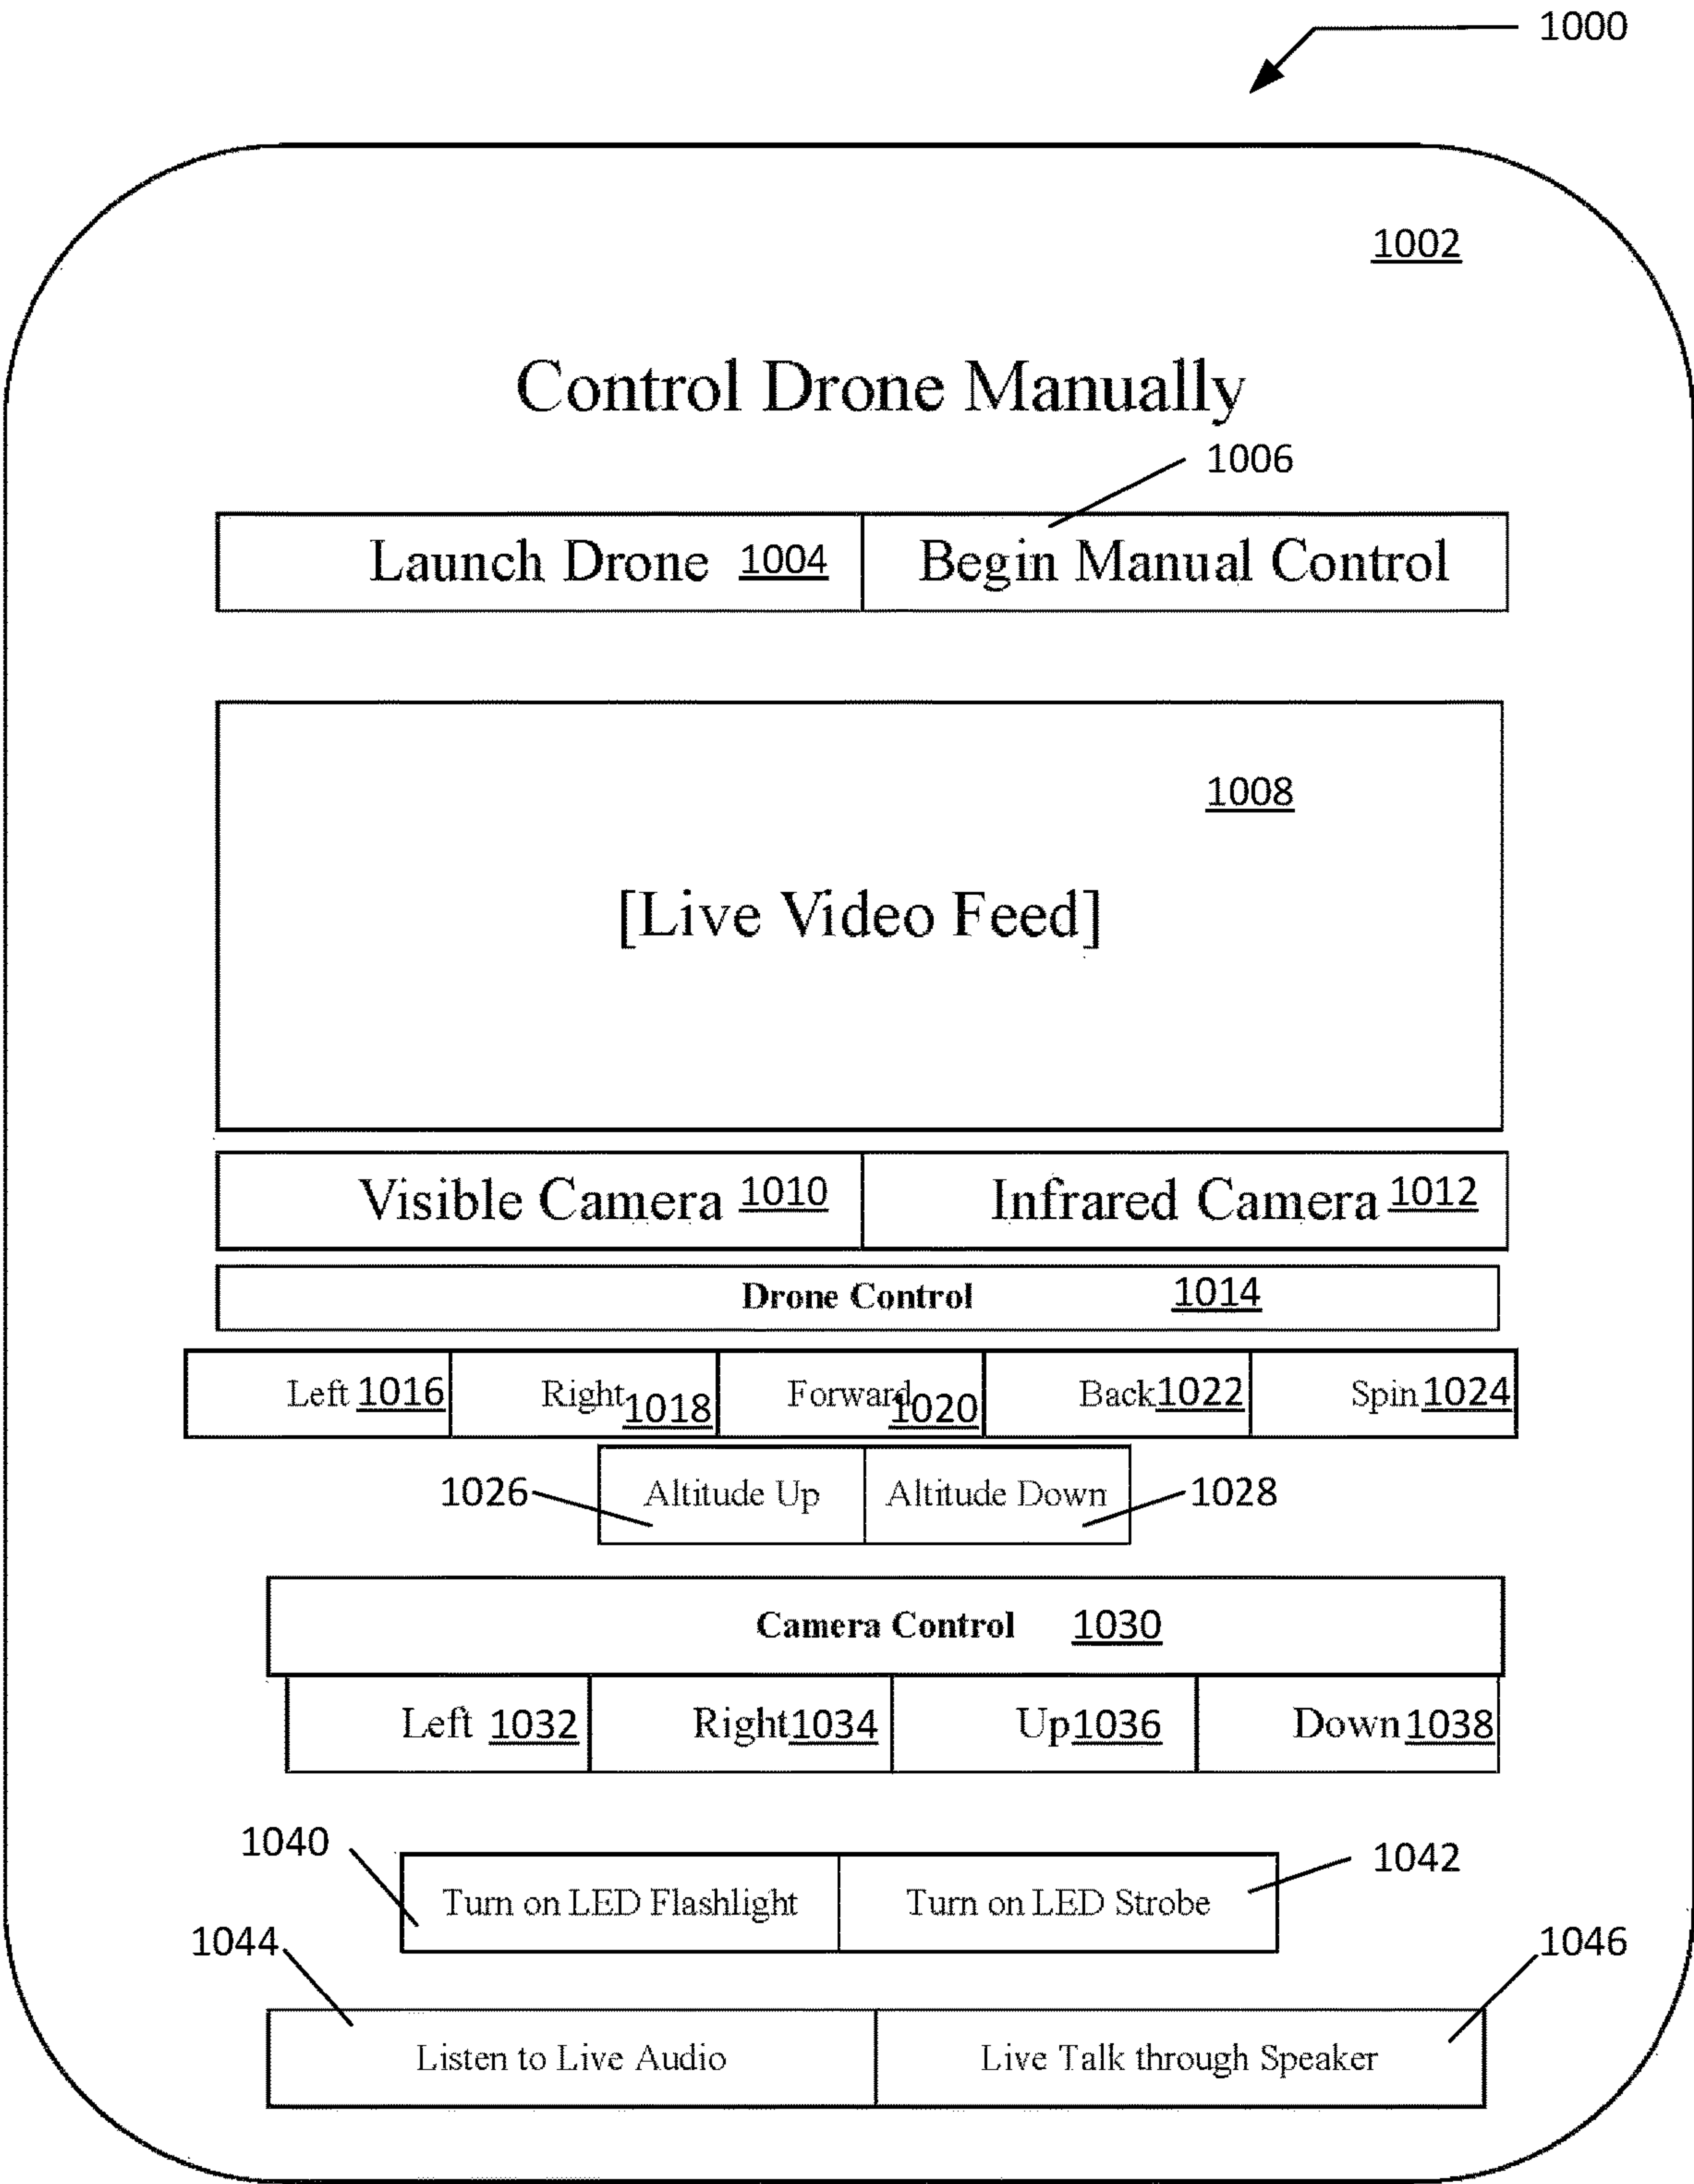 1000
1002
Control Drone Manually
1006
Launch Drone 1004 Begin Manual Control
1008
[Live Video Feed]
Visible Camera 1010 Infrared Camera 1012
Drone Control 1014
Left 1016 Right 1018 Forward 1020 Back 1022 Spin 1024
1026 Altitude Up Altitude Down 1028
Camera Control 1030
Left 1032 Right 1034 Up 1036 Down 1038
1040 1042
Turn on LED Flashlight Turn on LED Strobe
1044 1046
Listen to Live Audio Live Talk through Speaker